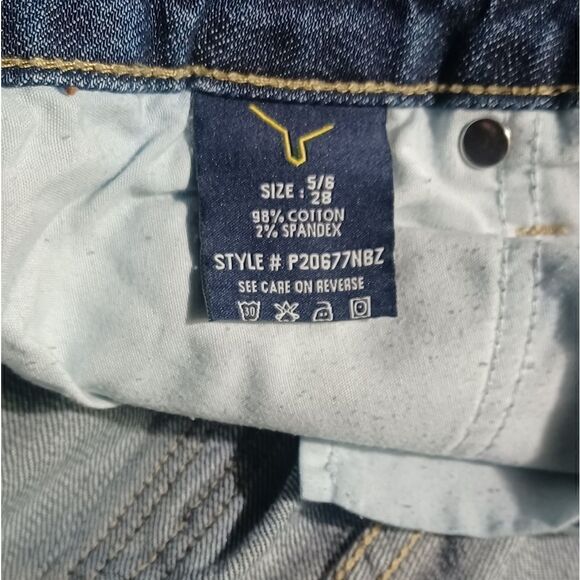 SIZE : 5/6
28
98% COTTON
2% SPANDEX
STYLE # P20677NBZ
SEE CARE ON REVERSE
30